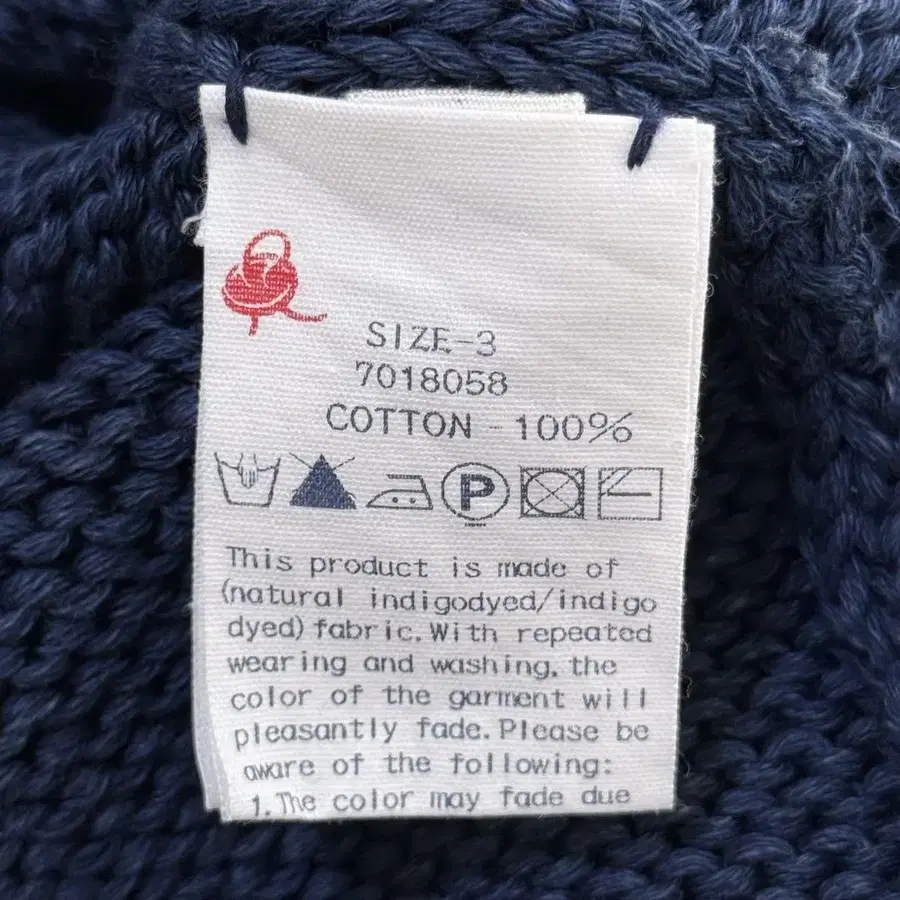 SIZE-3
7018058
COTTON - 100%
P
This product is made of
(natural indigodyed/indigo
dyed) fabric. With repeated
wearing and washing, the
color of the garment will
pleasantly fade. Please be
aware of the following:
1. The color may fade due